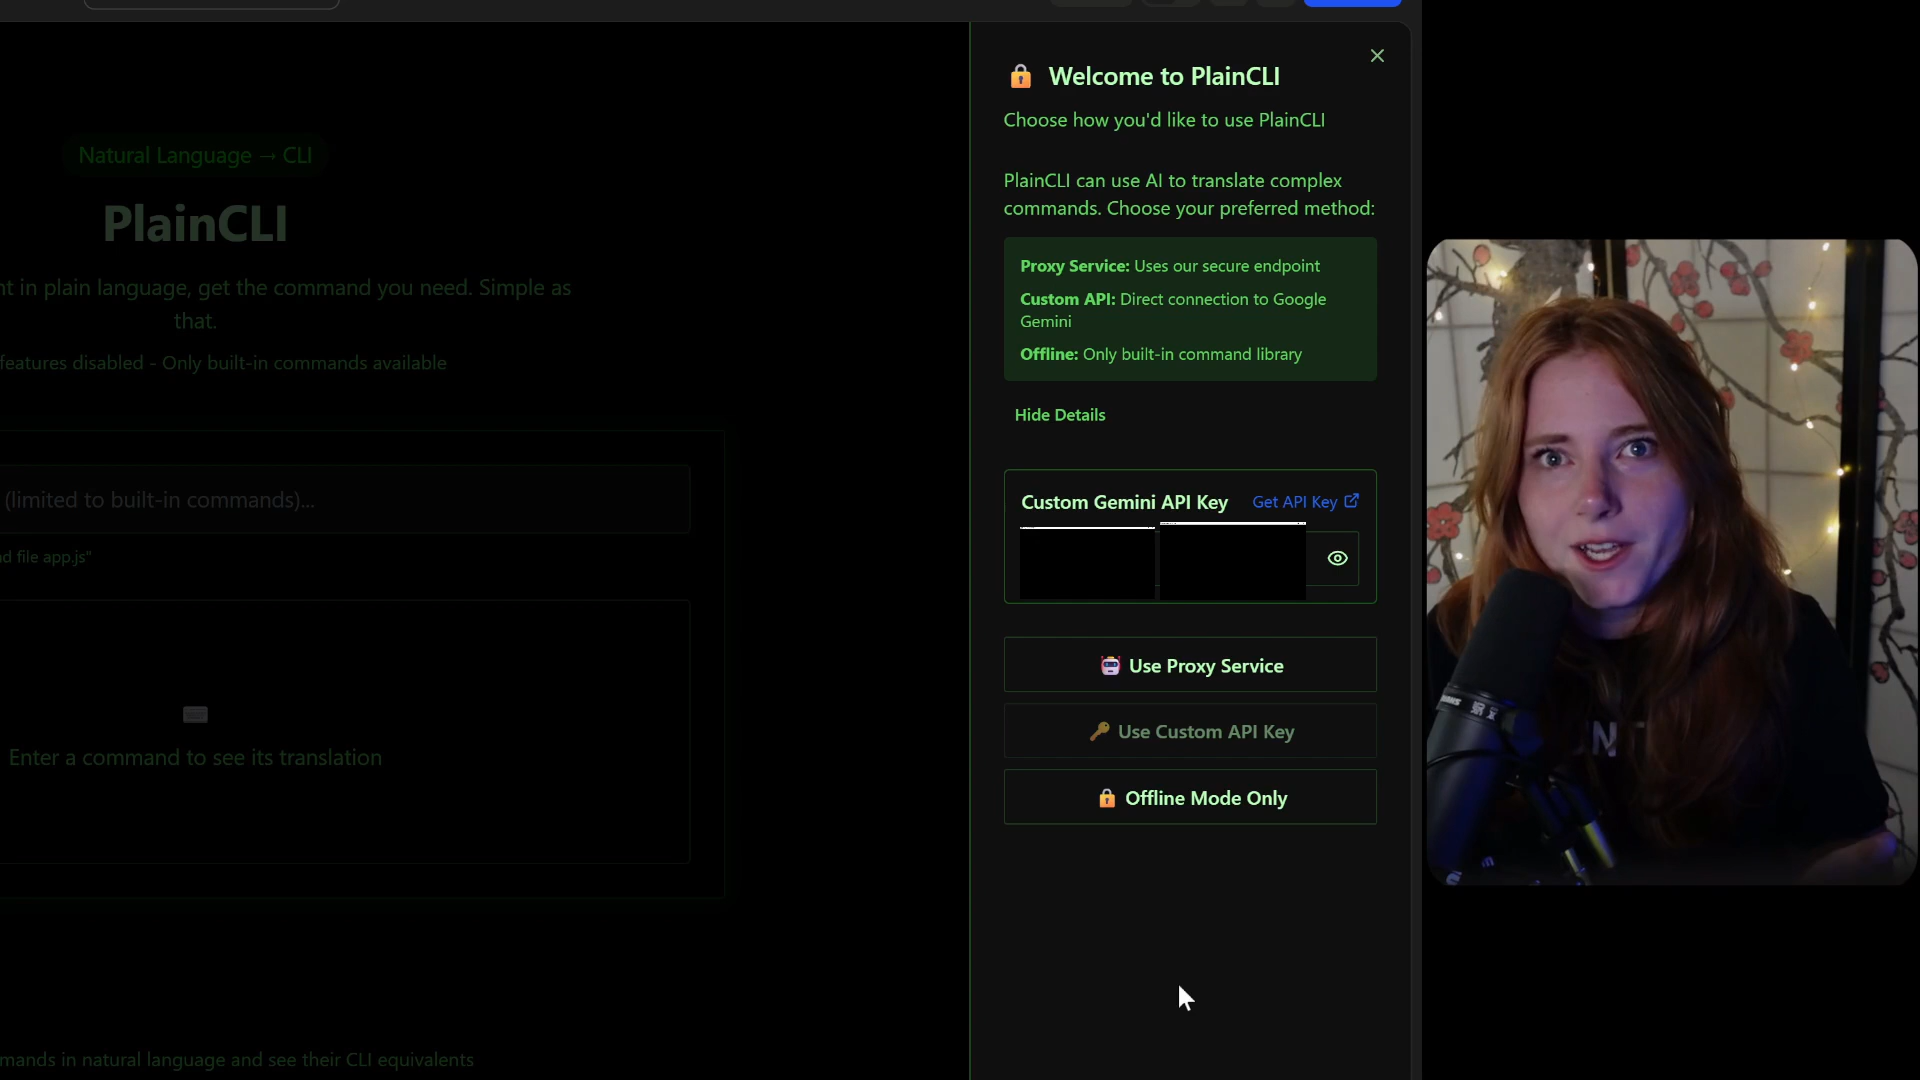 Natural Language → CLI
PlainCLI
in plain language, get the command you need. Simple as
that.
features disabled - Only built-in commands available
(limited to built-in commands)...
file app.js"
Enter a command to see its translation
in natural language and see their CLI equivalents
Welcome to PlainCLI
Choose how you'd like to use PlainCLI
PlainCLI can use AI to translate complex
commands. Choose your preferred method:
Proxy Service: Uses our secure endpoint
Custom API: Direct connection to Google
Gemini
Offline: Only built-in command library
Hide Details
Custom Gemini API Key
Get API Key
Use Proxy Service
Use Custom API Key
Offline Mode Only